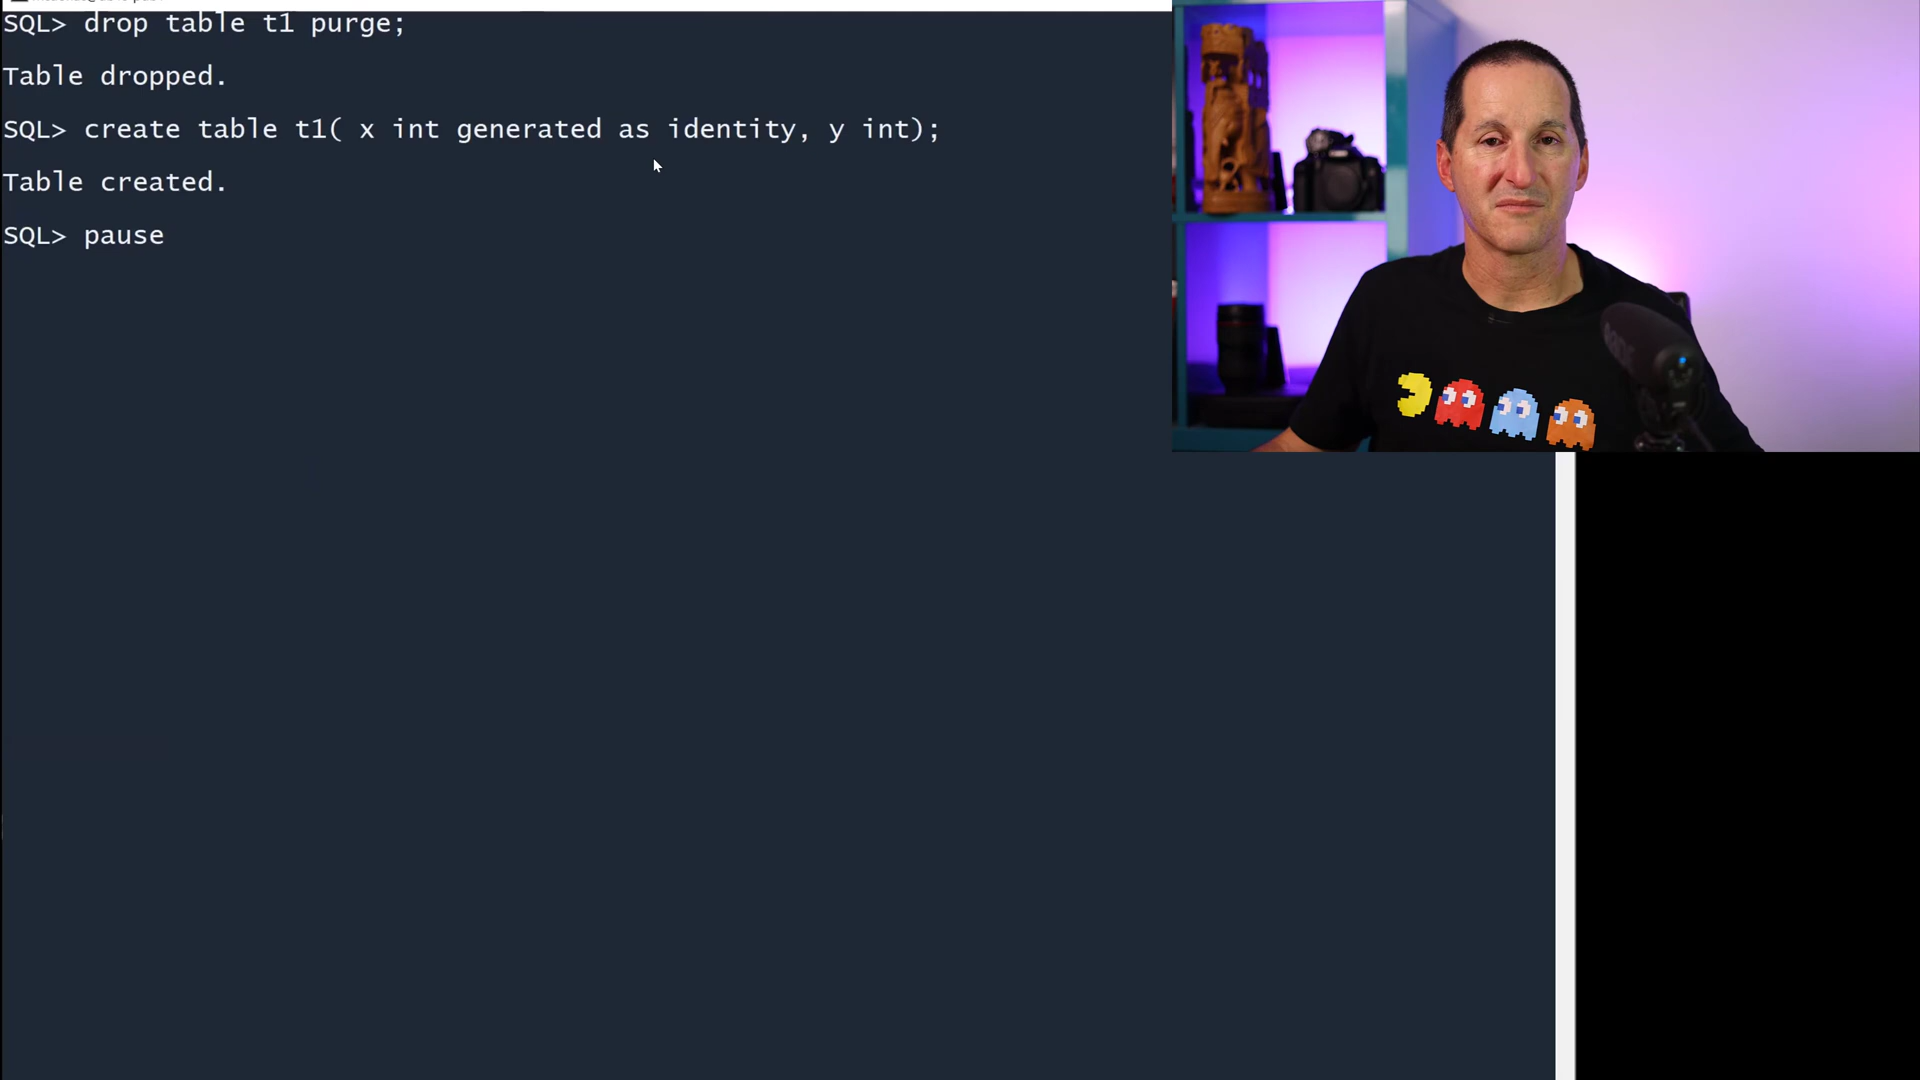 SQL> drop table t1 purge;
Table dropped.
SQL> create table t1( x int generated as identity, y int);
Table created.
SQL> pause